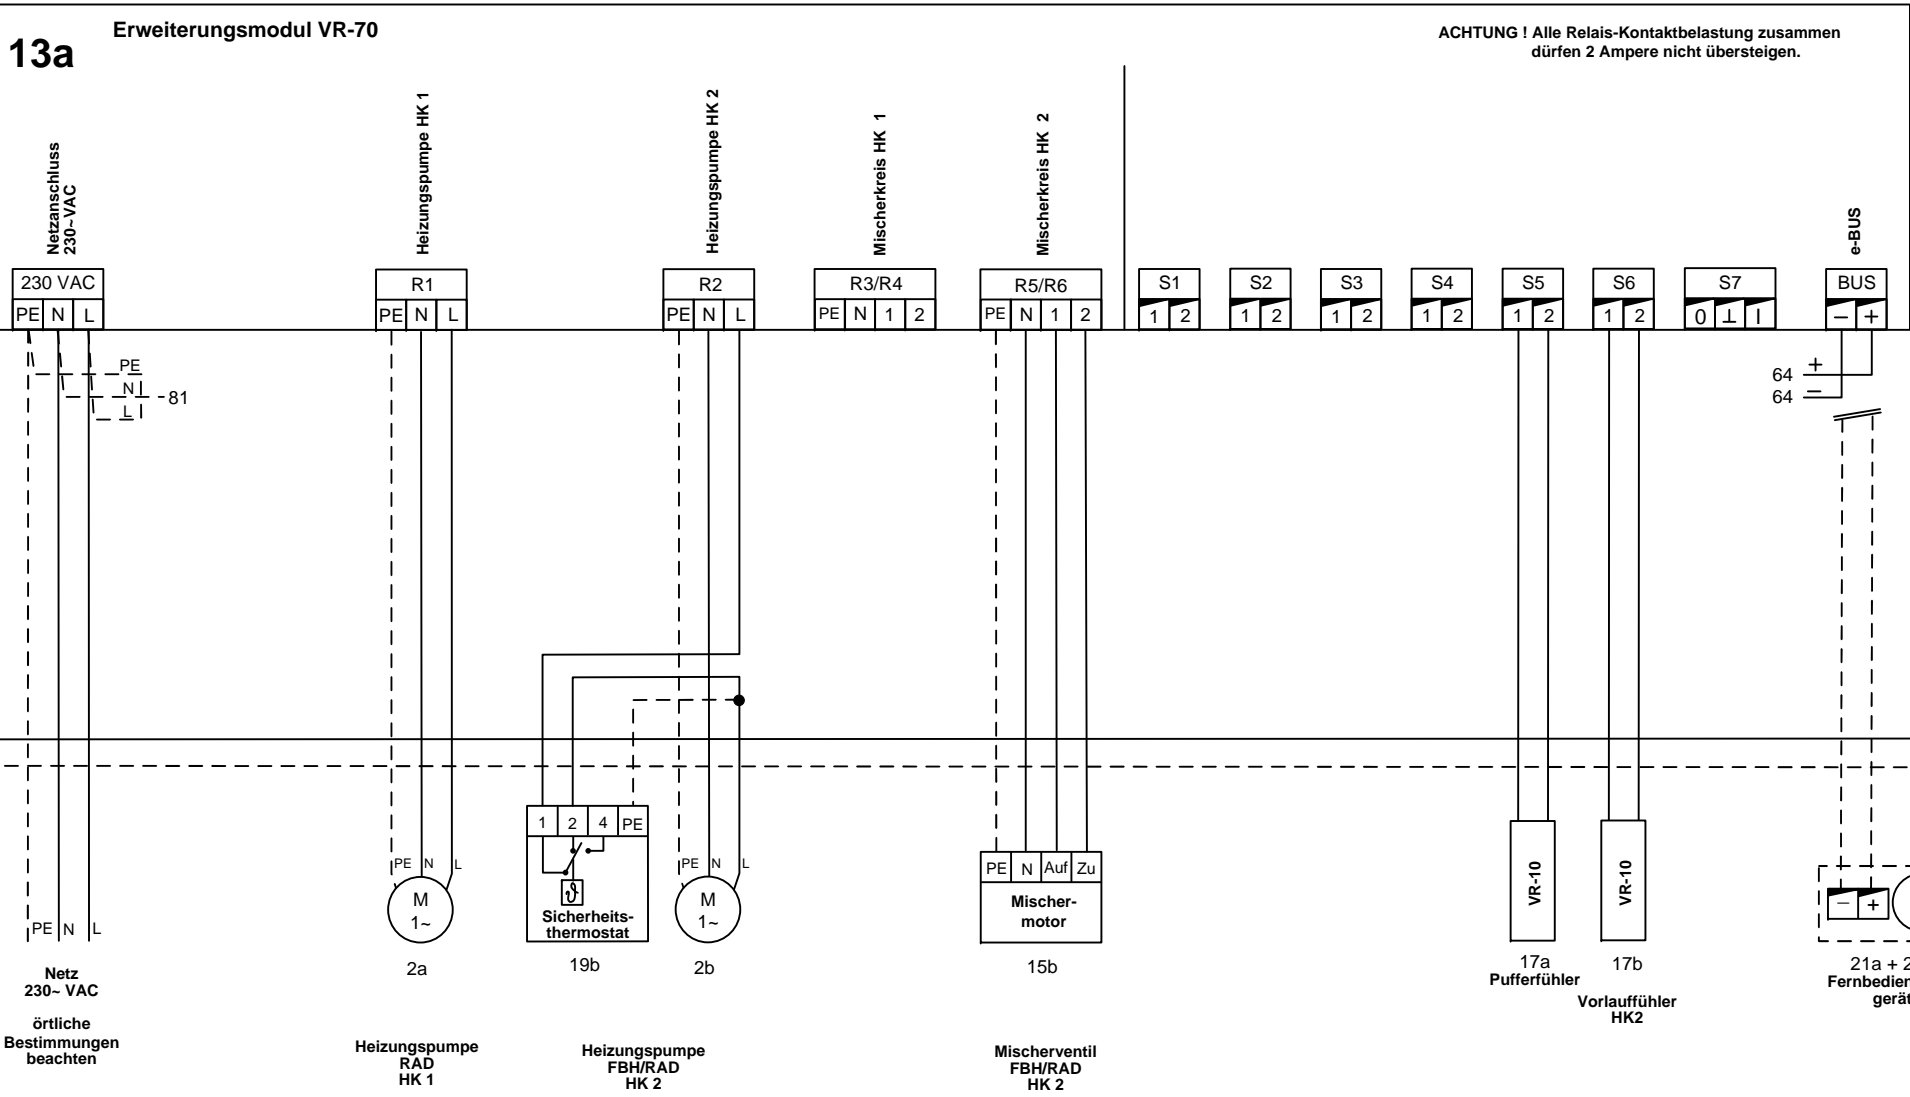 Erweiterungsmodul VR-70
13a
ACHTUNG ! Alle Relais-Kontaktbelastung zusammen
dürfen 2 Ampere nicht übersteigen.
Netzanschluss
230~VAC
Heizungspumpe HK 1
Heizungspumpe HK 2
Mischerkreis HK 1
Mischerkreis HK 2
e-BUS
230 VAC
PE N L
R1
PE N L
R2
PE N L
R3/R4
PE N 1 2
R5/R6
PE N 1 2
S1
1 2
S2
1 2
S3
1 2
S4
1 2
S5
1 2
S6
1 2
S7
0 ⊥ I
BUS
− +
PE
N
L
81
64 +
64 −
1 2 4 PE
ϑ
Sicherheits-
thermostat
19b
PE N L
Netz
230~ VAC
örtliche
Bestimmungen
beachten
PE N L
M
1~
2a
Heizungspumpe
RAD
HK 1
PE N L
M
1~
2b
Heizungspumpe
FBH/RAD
HK 2
PE N Auf Zu
Mischer-
motor
15b
Mischerventil
FBH/RAD
HK 2
VR-10
17a
Pufferfühler
VR-10
17b
Vorlauffühler
HK2
− +
21a + 2
Fernbedien
gerät